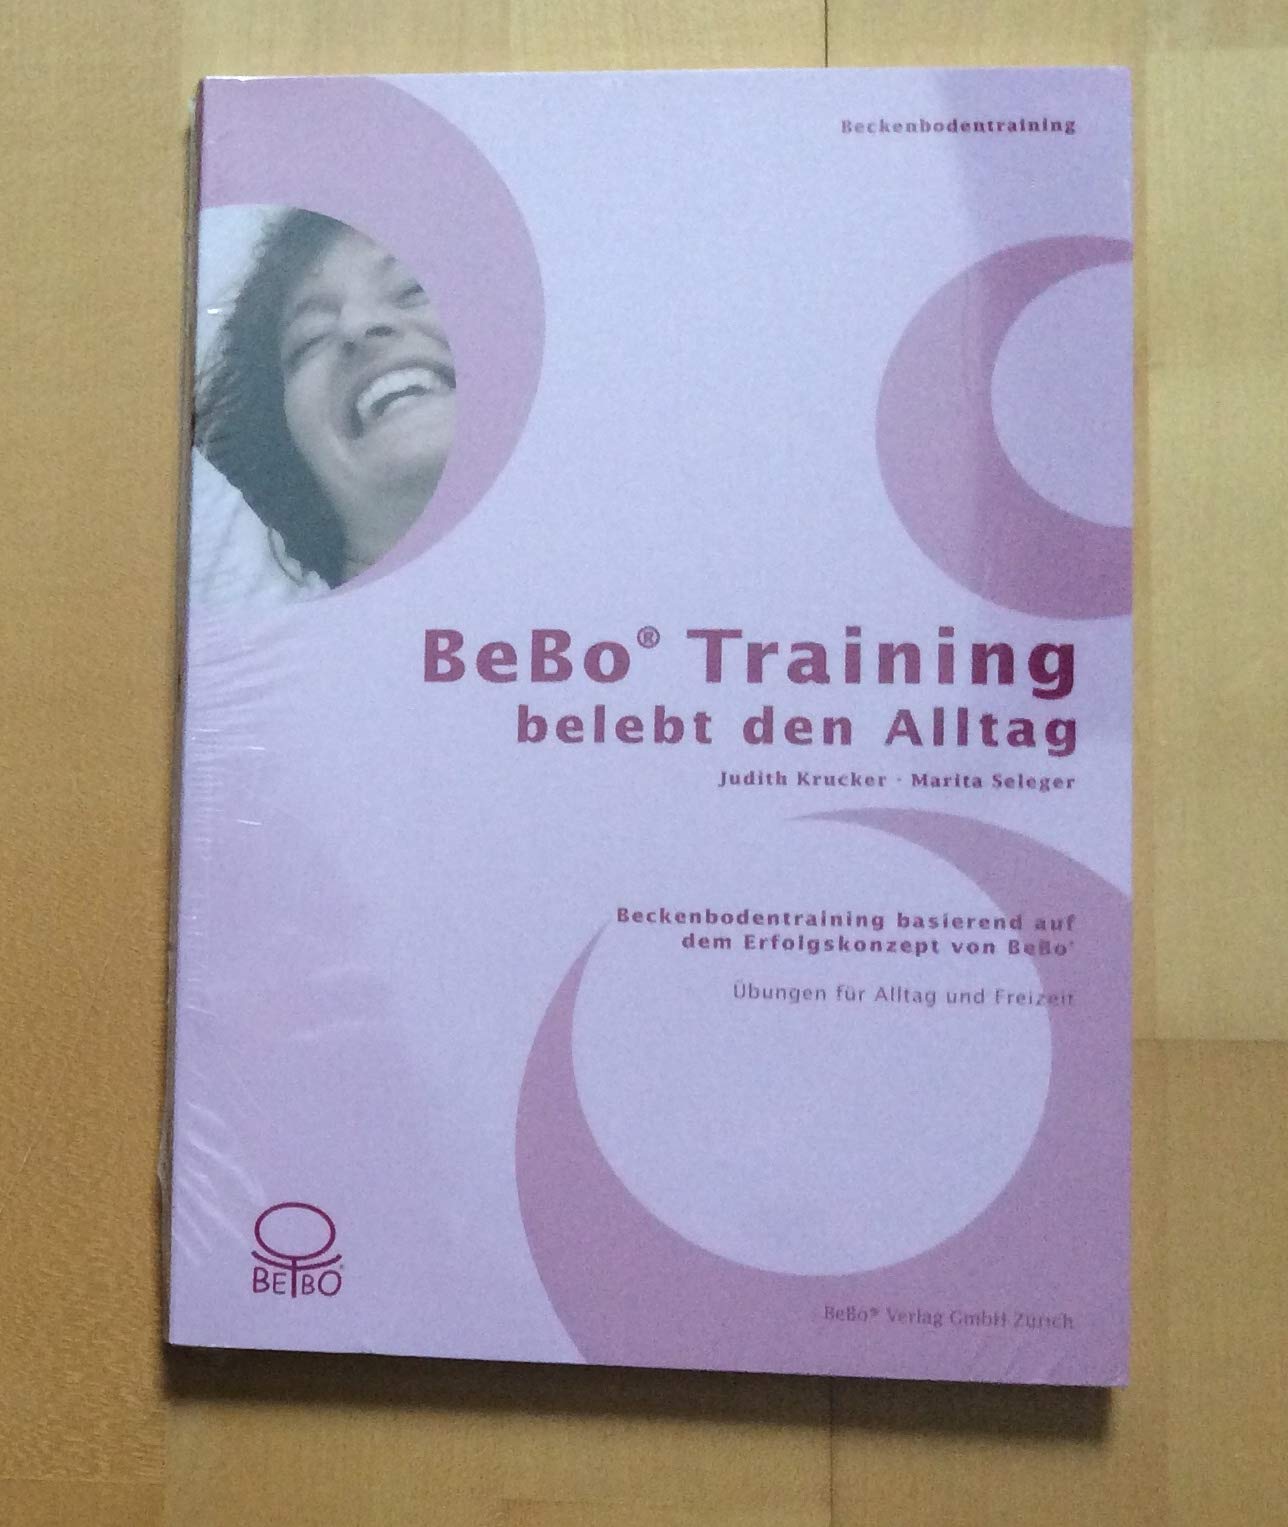 Beckenbodentraining
BeBo® Training
belebt den Alltag
Judith Krucker · Marita Seleger
Beckenbodentraining basierend auf
dem Erfolgskonzept von BeBo®
Übungen für Alltag und Freizeit
BEBO®
BeBo® Verlag GmbH Zürich